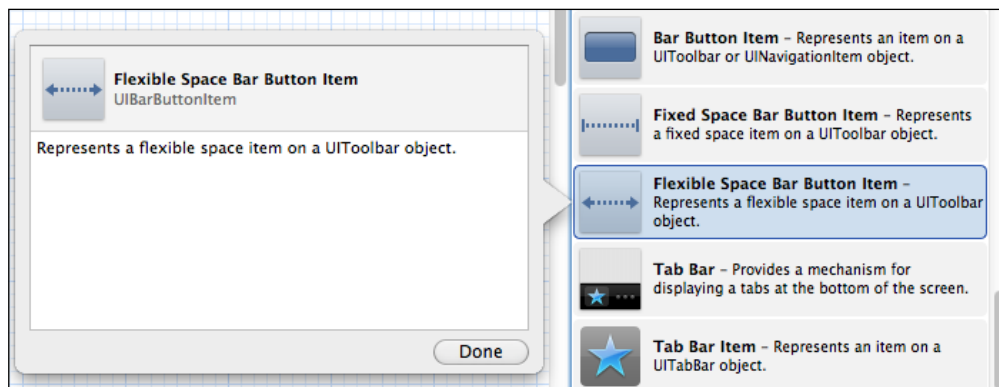 Flexible Space Bar Button Item
UIBarButtonItem
Represents a flexible space item on a UIToolbar object.
Done
Bar Button Item – Represents an item on a
UIToolbar or UINavigationItem object.
Fixed Space Bar Button Item – Represents
a fixed space item on a UIToolbar object.
Flexible Space Bar Button Item –
Represents a flexible space item on a UIToolbar
object.
Tab Bar – Provides a mechanism for
displaying a tabs at the bottom of the screen.
Tab Bar Item – Represents an item on a
UITabBar object.